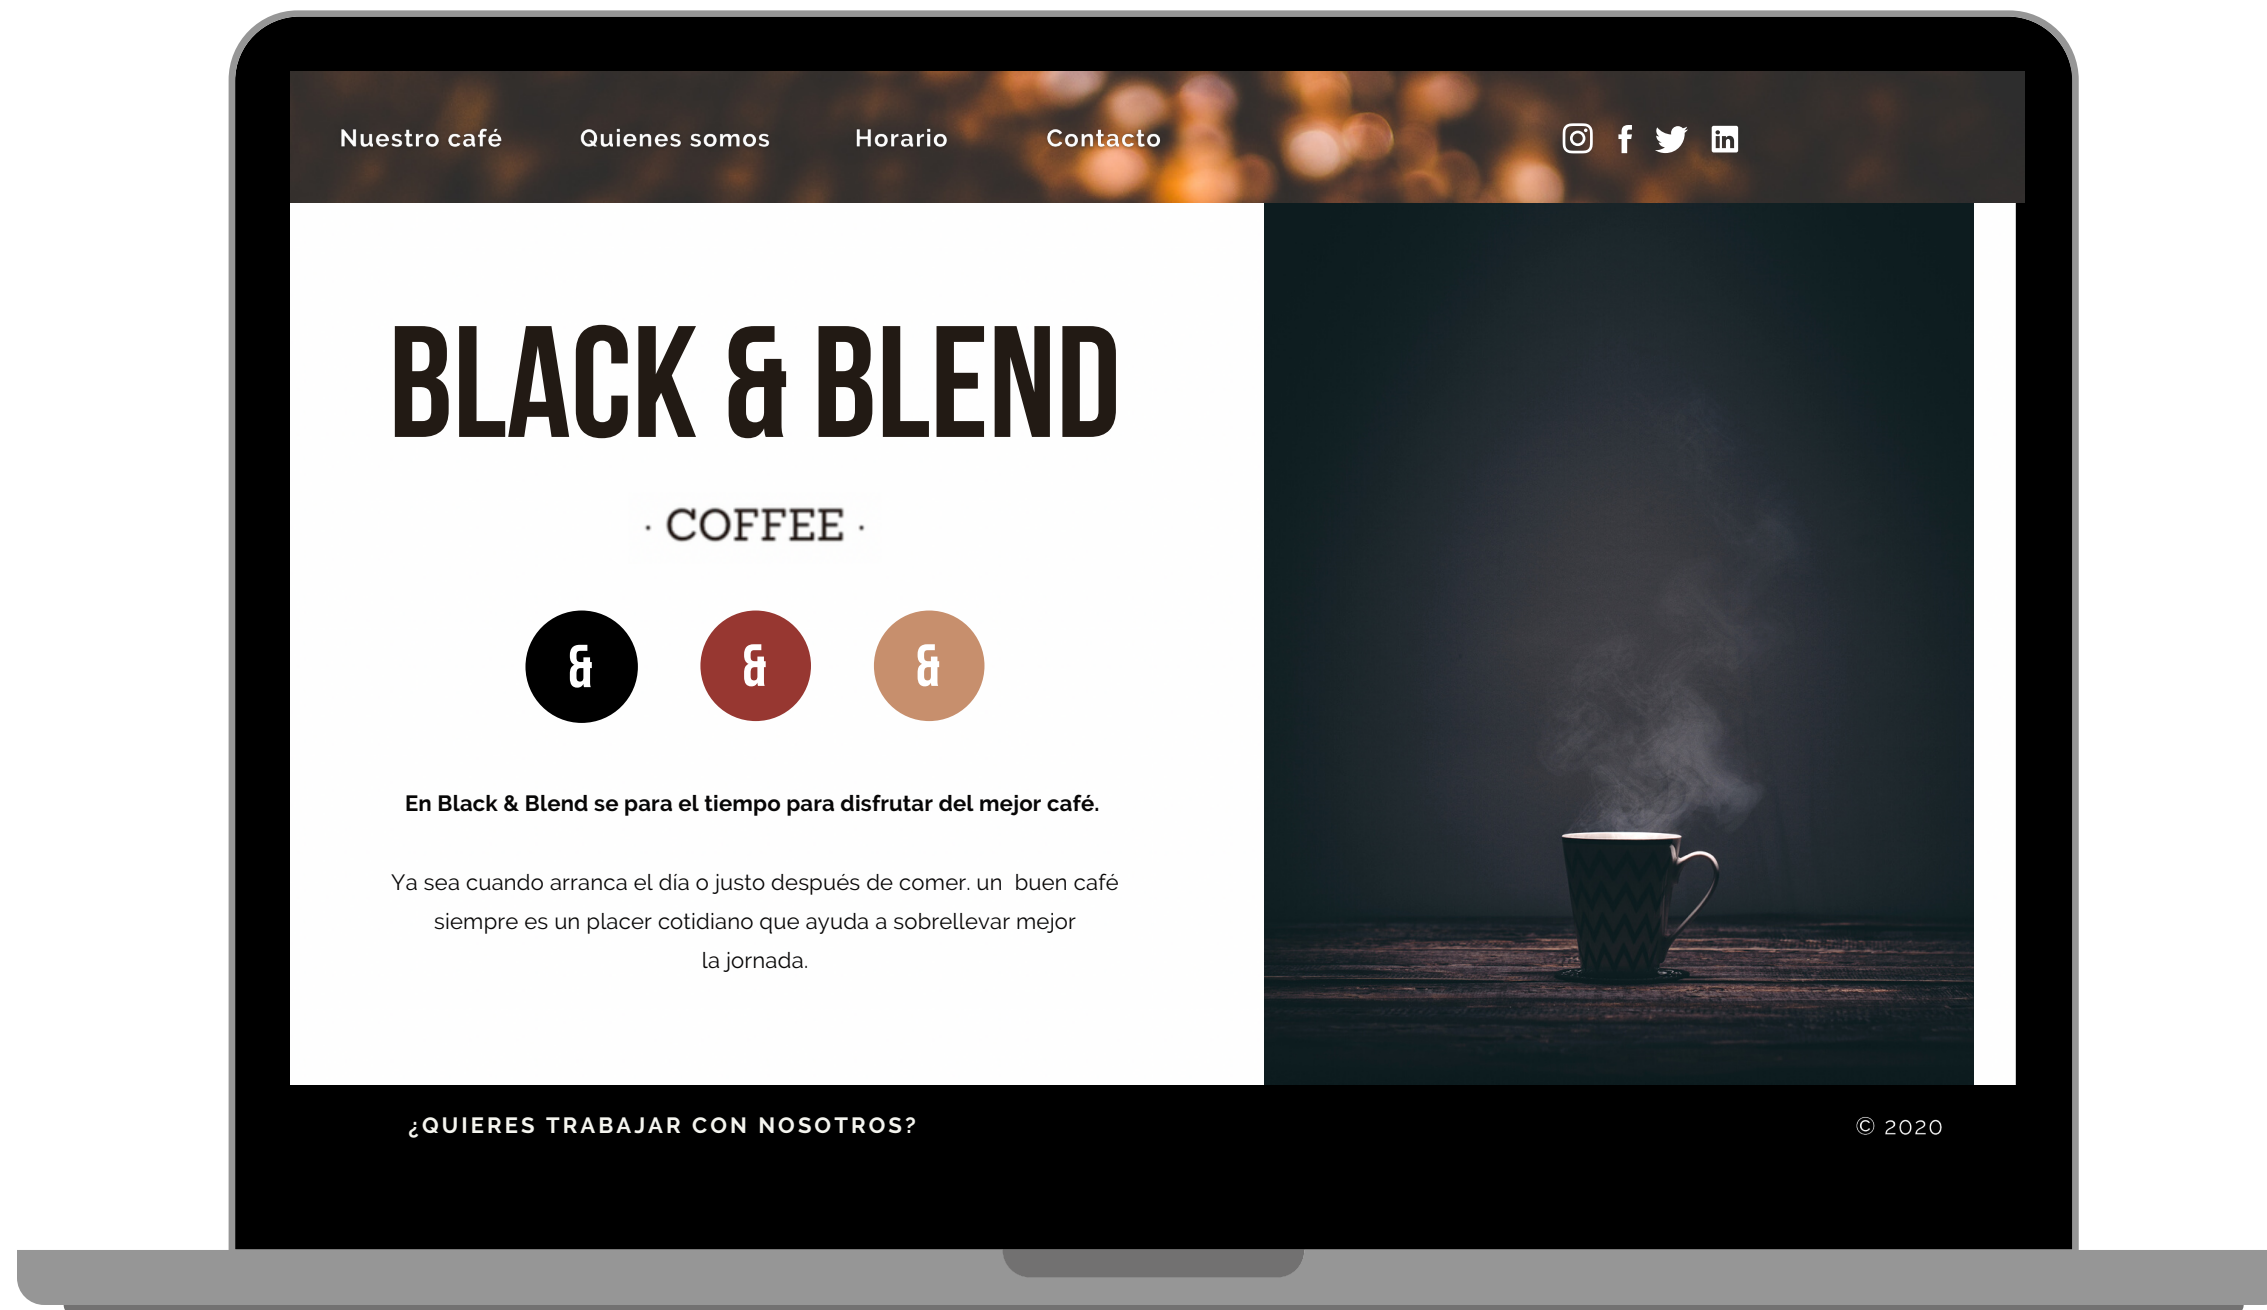 Nuestro café Quienes somos Horario Contacto
BLACK & BLEND
· COFFEE ·
& & &
En Black & Blend se para el tiempo para disfrutar del mejor café.
Ya sea cuando arranca el día o justo después de comer. un  buen café
siempre es un placer cotidiano que ayuda a sobrellevar mejor
la jornada.
¿QUIERES TRABAJAR CON NOSOTROS? © 2020